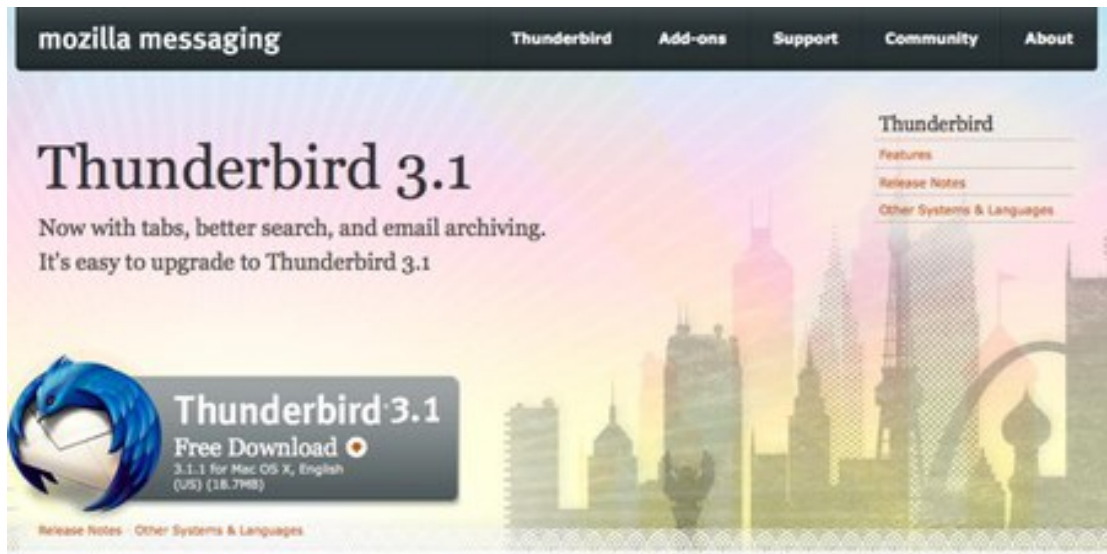 mozilla messaging
Thunderbird Add-ons Support Community About
Thunderbird 3.1
Now with tabs, better search, and email archiving.
It's easy to upgrade to Thunderbird 3.1
Thunderbird
Features
Release Notes
Other Systems & Languages
Thunderbird 3.1
Free Download
3.1.1 for Mac OS X, English
(US) (18.7MB)
Release Notes Other Systems & Languages